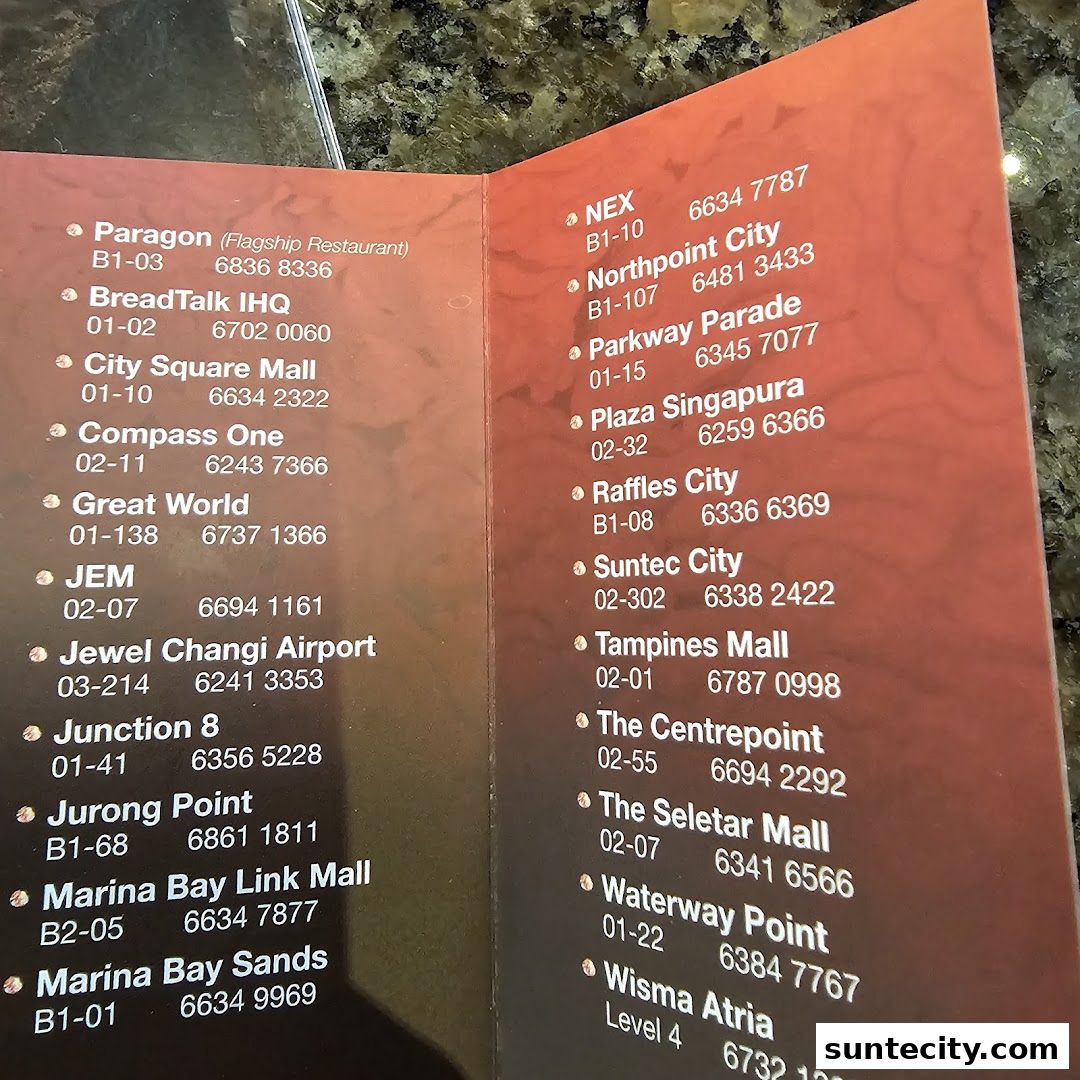 Paragon (Flagship Restaurant)
B1-03 6836 8336
BreadTalk IHQ
01-02 6702 0060
City Square Mall
01-10 6634 2322
Compass One
02-11 6243 7366
Great World
01-138 6737 1366
JEM
02-07 6694 1161
Jewel Changi Airport
03-214 6241 3353
Junction 8
01-41 6356 5228
Jurong Point
B1-68 6861 1811
Marina Bay Link Mall
B2-05 6634 7877
Marina Bay Sands
B1-01 6634 9969
NEX
B1-10 6634 7787
Northpoint City
B1-107 6481 3433
Parkway Parade
01-15 6345 7077
Plaza Singapura
02-32 6259 6366
Raffles City
B1-08 6336 6369
Suntec City
02-302 6338 2422
Tampines Mall
02-01 6787 0998
The Centrepoint
02-55 6694 2292
The Seletar Mall
02-07 6341 6566
Waterway Point
01-22 6384 7767
Wisma Atria
Level 4 6732
suntecity.com